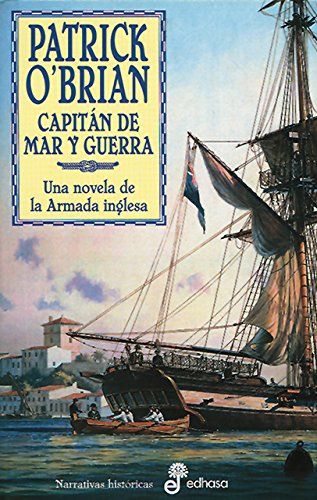 PATRICK
O'BRIAN
CAPITÁN DE
MAR Y GUERRA
Una novela de
la Armada inglesa
Narrativas históricas
edhasa